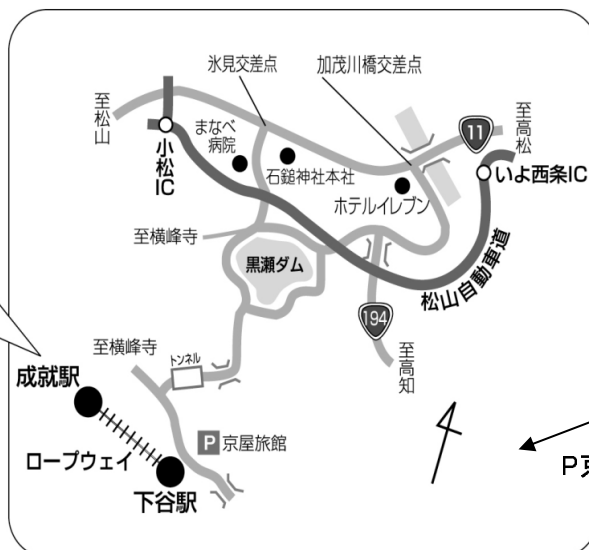 氷見交差点
加茂川橋交差点
至松山
まなべ
病院
11
至高松
小松IC
石鎚神社本社
いよ西条IC
ホテルイレブン
至横峰寺
黒瀬ダム
松山自動車道
194
至高知
至横峰寺
トンネル
成就駅
P 京屋旅館
ロープウェイ
下谷駅
P